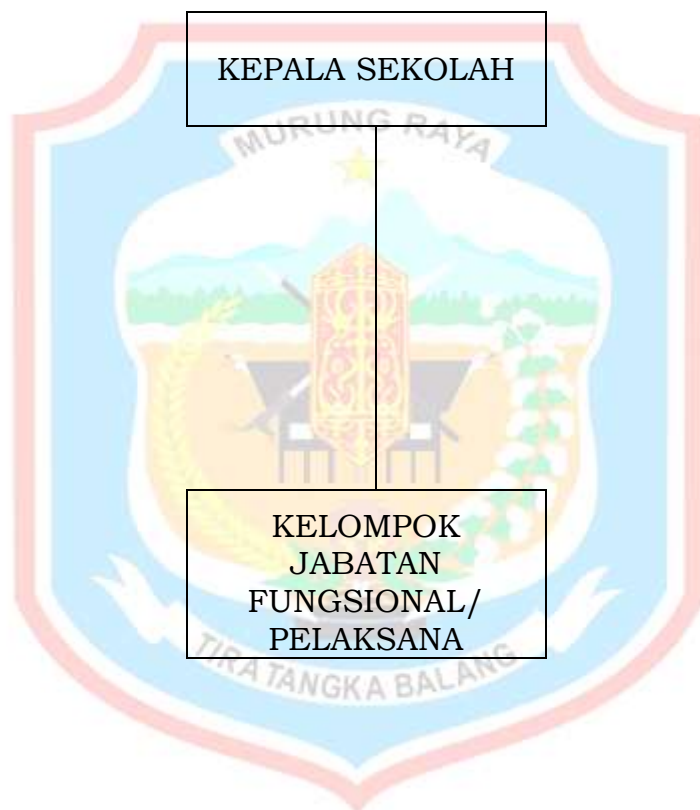 KEPALA SEKOLAH
MURUNG RAYA
KELOMPOK
JABATAN
FUNGSIONAL/
PELAKSANA
TIRA TANGKA BALANG